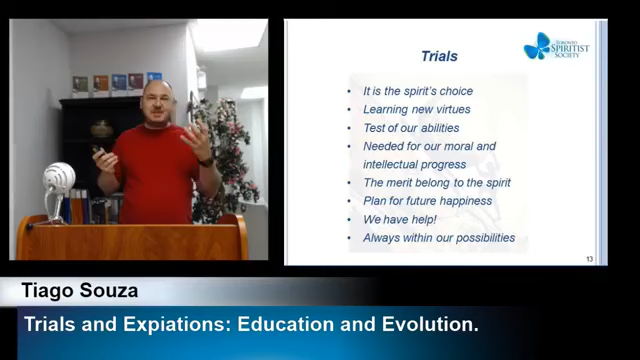 Trials
TORONTO
SPIRITIST
SOCIETY
• It is the spirit's choice
• Learning new virtues
• Test of our abilities
• Needed for our moral and
intellectual progress
• The merit belong to the spirit
• Plan for future happiness
• We have help!
• Always within our possibilities
13
Tiago Souza
Trials and Expiations: Education and Evolution.